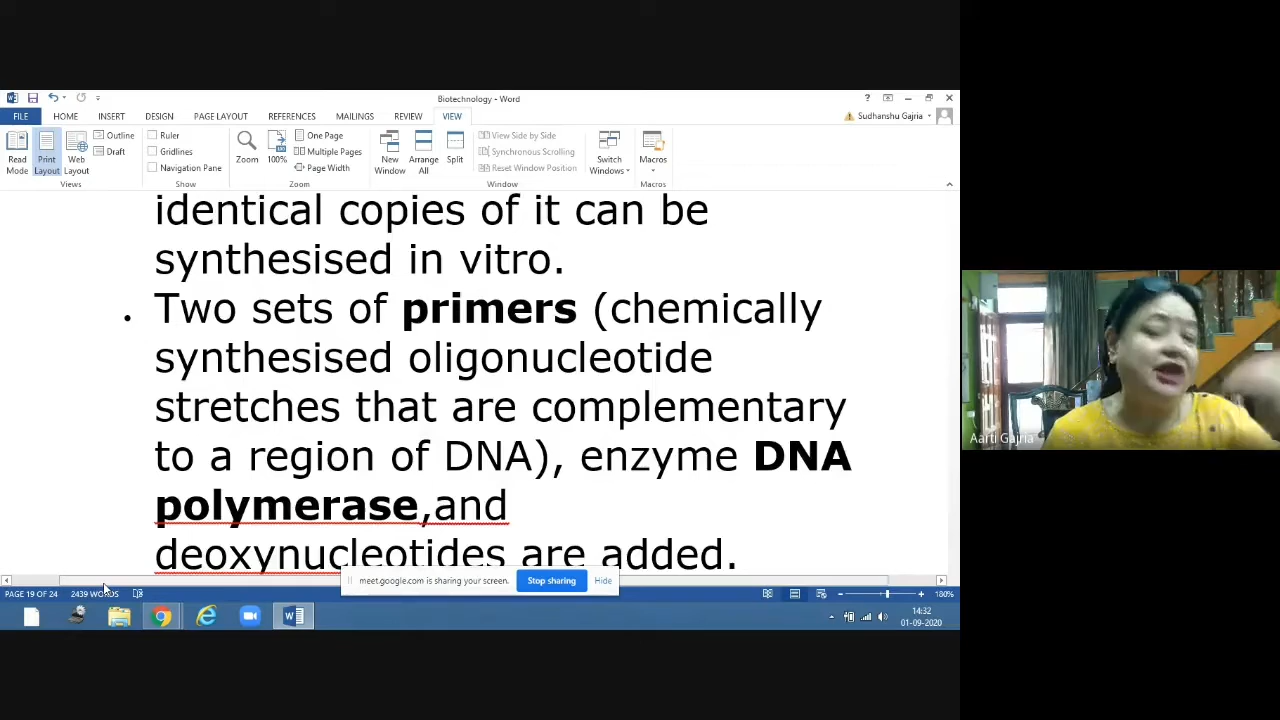 Biotechnology - Word
FILE HOME INSERT DESIGN PAGE LAYOUT REFERENCES MAILINGS REVIEW VIEW Sudhanshu Gajria
Read Mode
Print Layout
Web Layout
Outline
Draft
Views
Ruler
Gridlines
Navigation Pane
Show
Zoom
100%
One Page
Multiple Pages
Page Width
Zoom
New Window
Arrange All
Split
View Side by Side
Synchronous Scrolling
Reset Window Position
Window
Switch Windows
Macros
Macros
identical copies of it can be
synthesised in vitro.
• Two sets of primers (chemically
synthesised oligonucleotide
stretches that are complementary
to a region of DNA), enzyme DNA
polymerase,and
deoxynucleotides are added.
meet.google.com is sharing your screen. Stop sharing Hide
PAGE 19 OF 24 2439 WORDS 180%
14:32
01-09-2020
Aarti Gajria